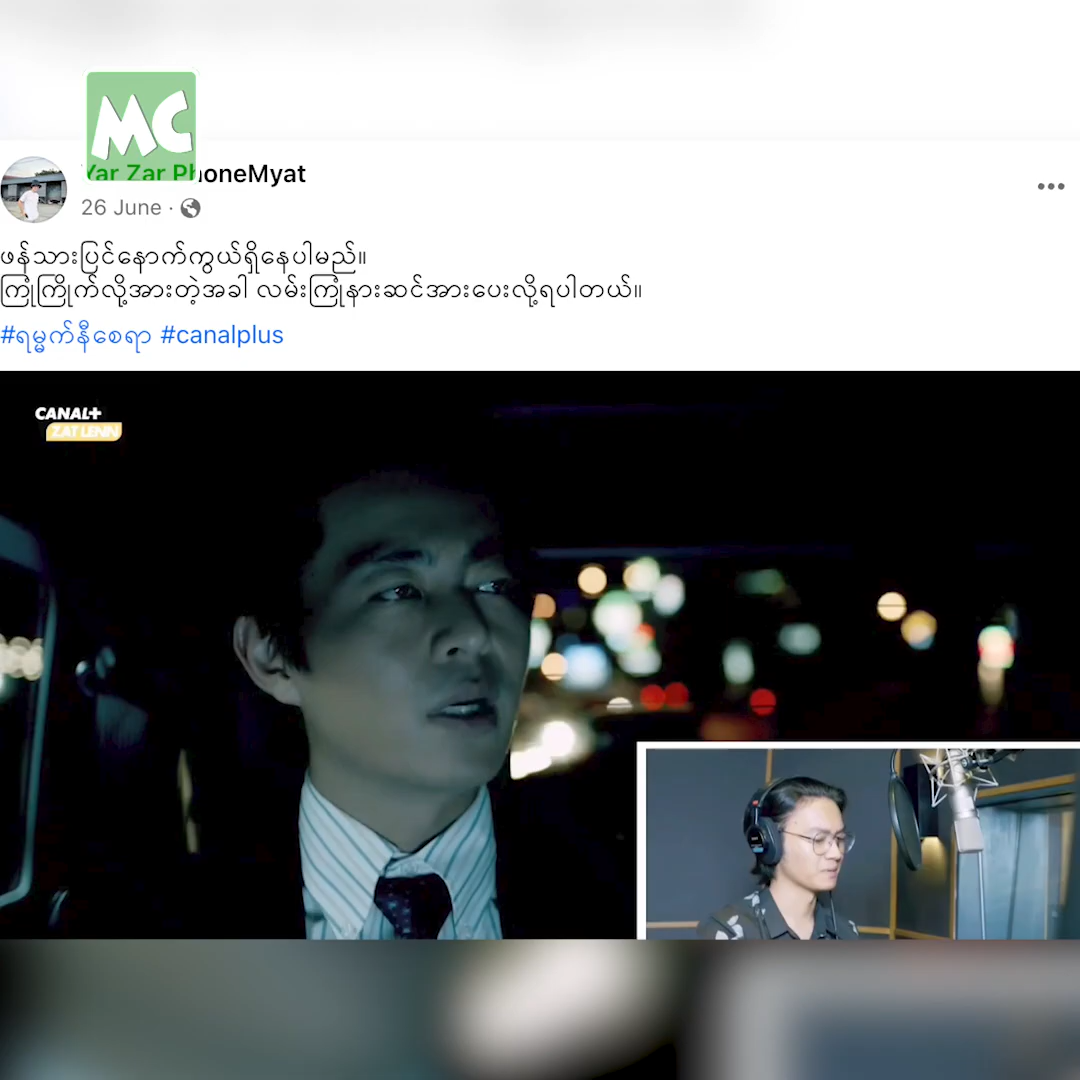 MC
Yar Zar PhoneMyat
26 June ·
ဖန်သားပြင်နောက်ကွယ်ရှိနေပါမည်။
ကြုံကြိုက်လို့အားတဲ့အခါ လမ်းကြုံနားဆင်အားပေးလို့ရပါတယ်။
#ရမ္မက်နီစေရာ #canalplus
CANAL+
ZAT LENN